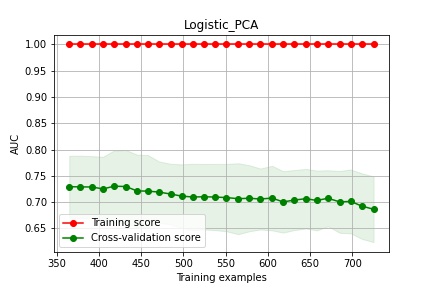 Logistic_PCA
AUC
1.00
0.95
0.90
0.85
0.80
0.75
0.70
0.65
Training score
Cross-validation score
350 400 450 500 550 600 650 700
Training examples